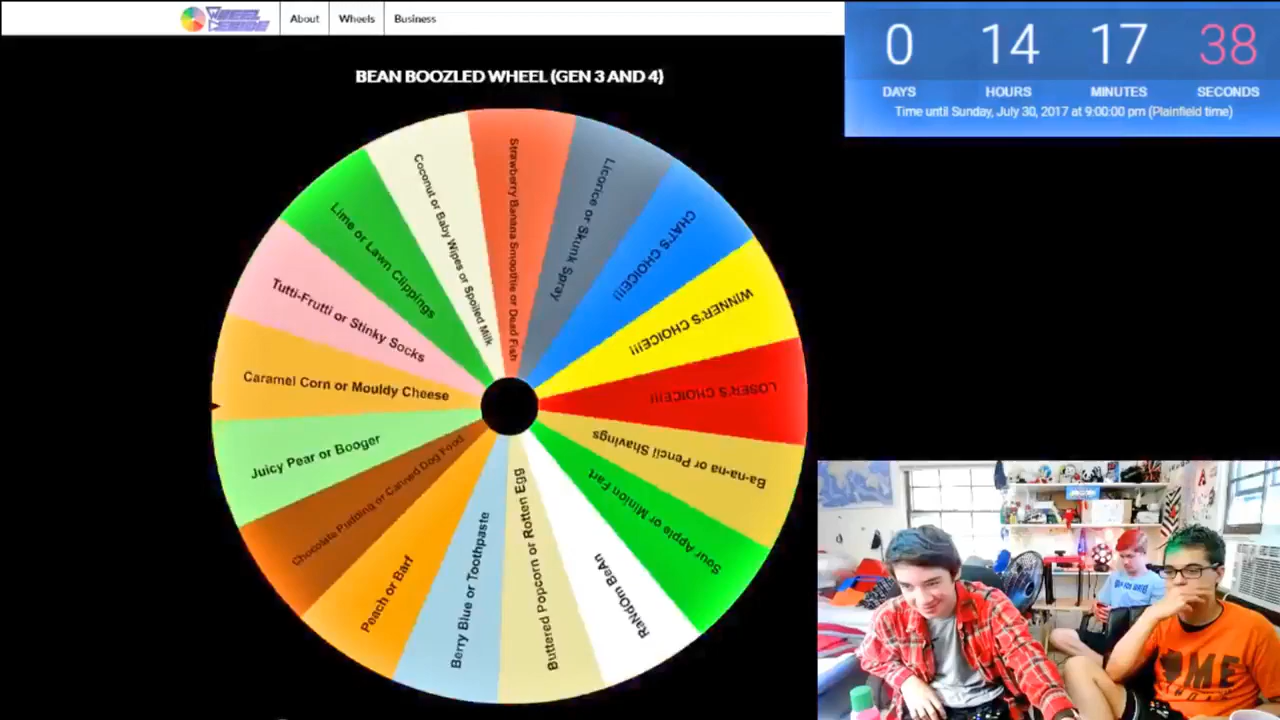 WHEEL
DECIDE
About
Wheels
Business
0
14
17
38
DAYS
HOURS
MINUTES
SECONDS
Time until Sunday, July 30, 2017 at 9:00:00 pm (Plainfield time)
BEAN BOOZLED WHEEL (GEN 3 AND 4)
Strawberry Banana Smoothie or Dead Fish
Licorice or Skunk Spray
CHAT'S CHOICE!!!
WINNER'S CHOICE!!!
LOSER'S CHOICE!!!
Ba-na-na or Pencil Shavings
Sour Apple or Minion Fart
RaNdOm BeAn
Buttered Popcorn or Rotten Egg
Berry Blue or Toothpaste
Peach or Barf
Chocolate Pudding or Canned Dog Food
Juicy Pear or Booger
Caramel Corn or Mouldy Cheese
Tutti-Frutti or Stinky Socks
Lime or Lawn Clippings
Coconut or Baby Wipes or Spoiled Milk
ME